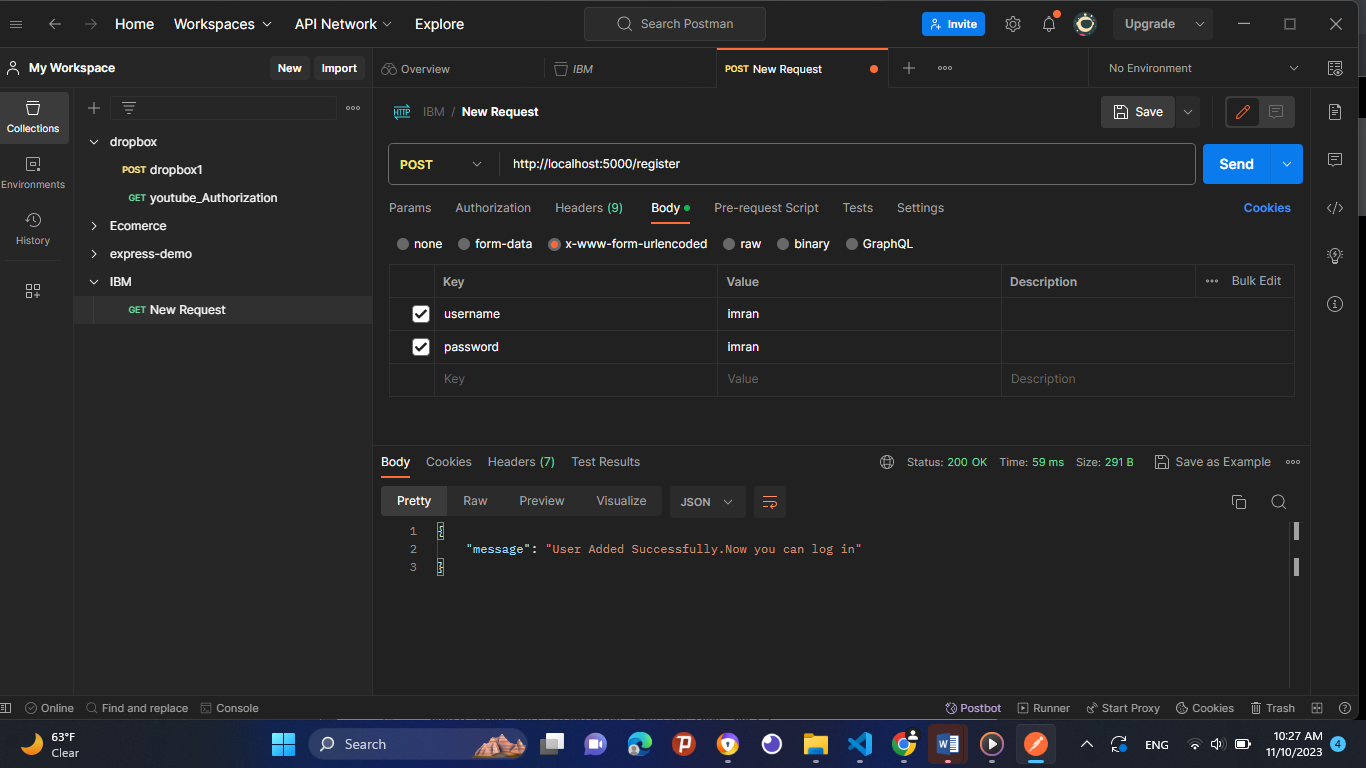 Home Workspaces API Network Explore Search Postman Invite Upgrade
My Workspace New Import Overview IBM POST New Request No Environment
Collections
Environments
History
dropbox
POST dropbox1
GET youtube_Authorization
Ecomerce
express-demo
IBM
GET New Request
HTTP IBM / New Request Save
POST http://localhost:5000/register Send
Params Authorization Headers (9) Body Pre-request Script Tests Settings Cookies
none form-data x-www-form-urlencoded raw binary GraphQL
Key Value Description Bulk Edit
username imran
password imran
Key Value Description
Body Cookies Headers (7) Test Results Status: 200 OK Time: 59 ms Size: 291 B Save as Example
Pretty Raw Preview Visualize JSON
1 {
2 "message": "User Added Successfully.Now you can log in"
3 }
Online Find and replace Console Postbot Runner Start Proxy Cookies Trash
63°F
Clear
Search
ENG
10:27 AM
11/10/2023
4